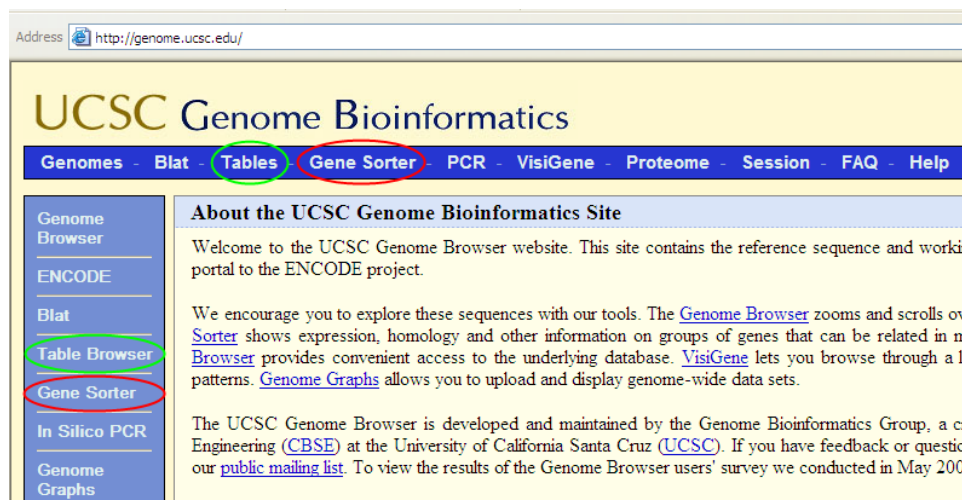 Address http://genome.ucsc.edu/
UCSC Genome Bioinformatics
Genomes - Blat - Tables - Gene Sorter - PCR - VisiGene - Proteome - Session - FAQ - Help
Genome
Browser
ENCODE
Blat
Table Browser
Gene Sorter
In Silico PCR
Genome
Graphs
About the UCSC Genome Bioinformatics Site
Welcome to the UCSC Genome Browser website. This site contains the reference sequence and
portal to the ENCODE project.
We encourage you to explore these sequences with our tools. The Genome Browser zooms and scrolls
Sorter shows expression, homology and other information on groups of genes that can be related in
Browser provides convenient access to the underlying database. VisiGene lets you browse through a
patterns. Genome Graphs allows you to upload and display genome-wide data sets.
The UCSC Genome Browser is developed and maintained by the Genome Bioinformatics Group, a
Engineering (CBSE) at the University of California Santa Cruz (UCSC). If you have feedback or
our public mailing list. To view the results of the Genome Browser users' survey we conducted in May